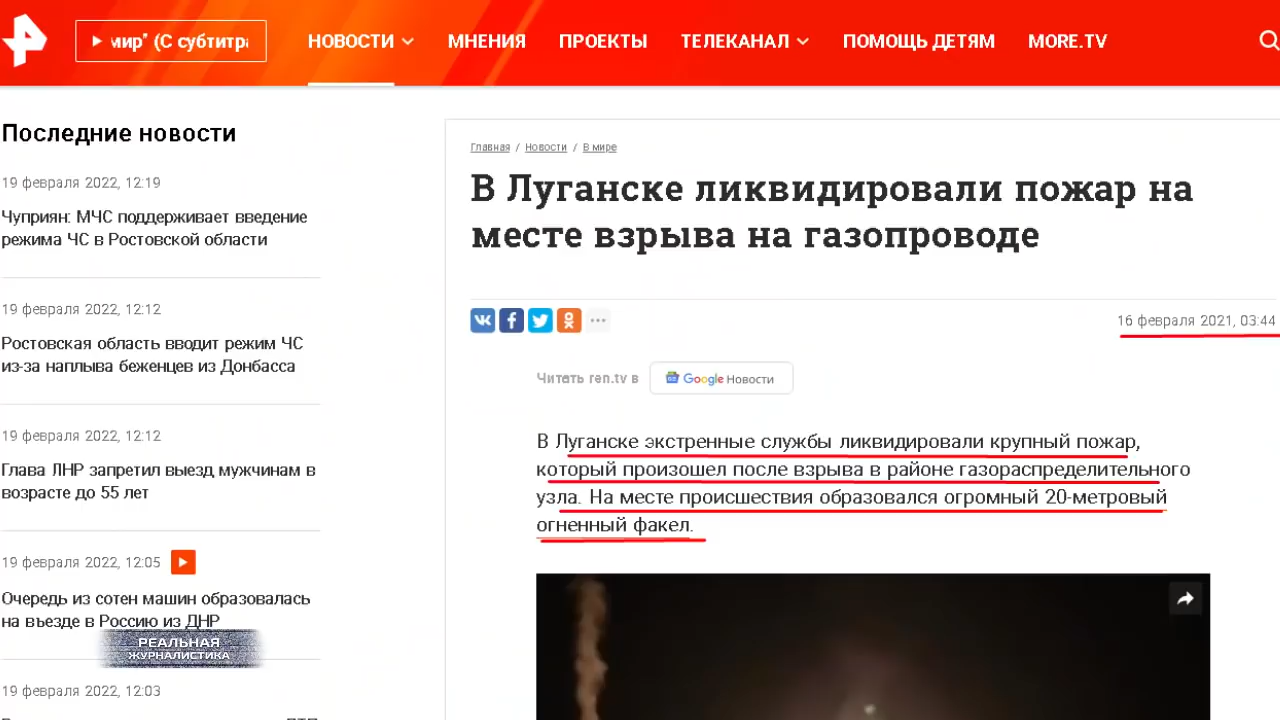 мир" (С субтитра
НОВОСТИ
МНЕНИЯ
ПРОЕКТЫ
ТЕЛЕКАНАЛ
ПОМОЩЬ ДЕТЯМ
MORE.TV
Последние новости
19 февраля 2022, 12:19
Чуприян: МЧС поддерживает введение
режима ЧС в Ростовской области
19 февраля 2022, 12:12
Ростовская область вводит режим ЧС
из-за наплыва беженцев из Донбасса
19 февраля 2022, 12:12
Глава ЛНР запретил выезд мужчинам в
возрасте до 55 лет
19 февраля 2022, 12:05
Очередь из сотен машин образовалась
на въезде в Россию из ДНР
РЕАЛЬНАЯ
ЖУРНАЛИСТИКА
19 февраля 2022, 12:03
Главная / Новости / В мире
В Луганске ликвидировали пожар на
месте взрыва на газопроводе
16 февраля 2021, 03:44
Читать ren.tv в
Google Новости
В Луганске экстренные службы ликвидировали крупный пожар,
который произошел после взрыва в районе газораспределительного
узла. На месте происшествия образовался огромный 20-метровый
огненный факел.